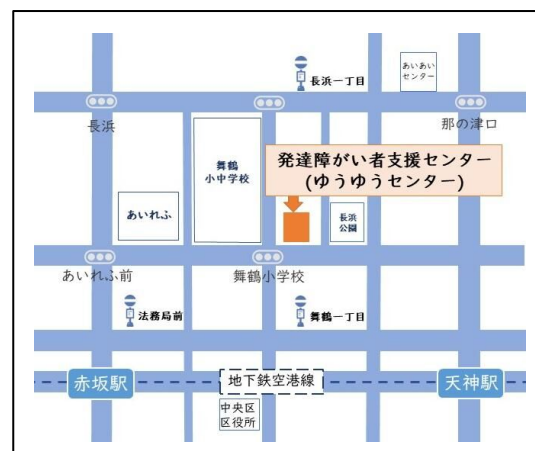 長浜一丁目
あいあい
センター
長浜
那の津口
舞鶴
小中学校
発達障がい者支援センター
(ゆうゆうセンター)
あいれふ
長浜
公園
あいれふ前
舞鶴小学校
法務局前
舞鶴一丁目
赤坂駅
地下鉄空港線
天神駅
中央区
区役所